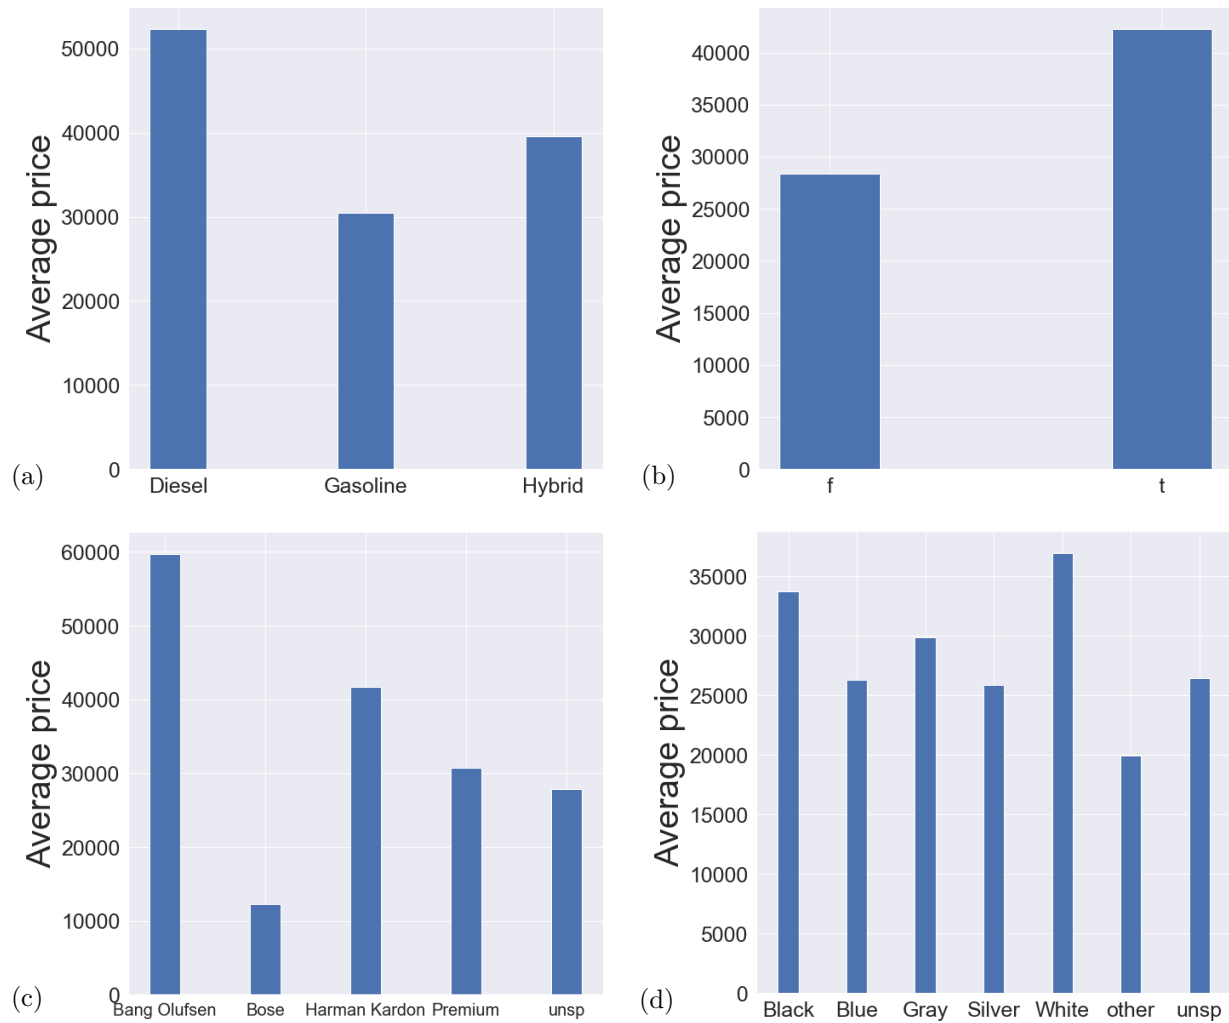 Average price
50000
40000
30000
20000
10000
0
Diesel Gasoline Hybrid
(a)
Average price
40000
35000
30000
25000
20000
15000
10000
5000
0
f t
(b)
Average price
60000
50000
40000
30000
20000
10000
0
Bang Olufsen Bose Harman Kardon Premium unsp
(c)
Average price
35000
30000
25000
20000
15000
10000
5000
0
Black Blue Gray Silver White other unsp
(d)